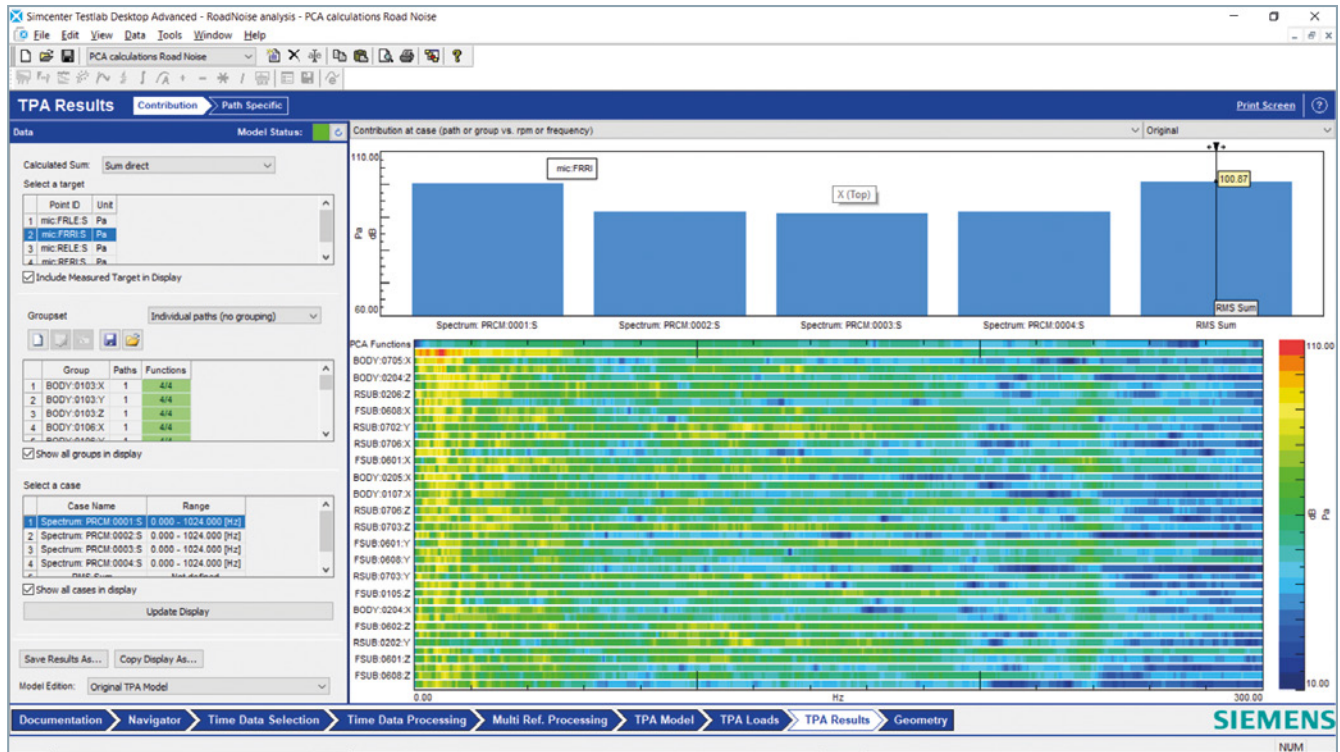 Simcenter Testlab Desktop Advanced - RoadNoise analysis - PCA calculations Road Noise
File Edit View Data Tools Window Help
PCA calculations Road Noise
TPA Results Contribution Path Specific Print Screen
Data Model Status:
Contribution at case (path or group vs. rpm or frequency) Original
Calculated Sum: Sum direct
Select a target
Point ID Unit
1 mic:FRLE:S Pa
2 mic:FRRI:S Pa
3 mic:RELE:S Pa
4 mic:RERI:S Pa
Include Measured Target in Display
Groupset Individual paths (no grouping)
Group Paths Functions
1 BODY:0103:X 1 4/4
2 BODY:0103:Y 1 4/4
3 BODY:0103:Z 1 4/4
4 BODY:0106:X 1 4/4
Show all groups in display
Select a case
Case Name Range
1 Spectrum: PRCM:0001:S 0.000 - 1024.000 [Hz]
2 Spectrum: PRCM:0002:S 0.000 - 1024.000 [Hz]
3 Spectrum: PRCM:0003:S 0.000 - 1024.000 [Hz]
4 Spectrum: PRCM:0004:S 0.000 - 1024.000 [Hz]
5 RMS Sum Not defined
Show all cases in display
Update Display
Save Results As... Copy Display As...
Model Edition: Original TPA Model
110.00
mic:FRRI
X (Top)
100.87
Pa
dB
60.00
RMS Sum
Spectrum: PRCM:0001:S Spectrum: PRCM:0002:S Spectrum: PRCM:0003:S Spectrum: PRCM:0004:S RMS Sum
PCA Functions
BODY:0705:X
BODY:0204:Z
RSUB:0206:Z
FSUB:0608:X
RSUB:0702:Y
RSUB:0706:X
FSUB:0601:X
BODY:0205:X
BODY:0107:X
RSUB:0706:Z
RSUB:0703:Z
FSUB:0601:Y
FSUB:0608:Y
RSUB:0703:Y
FSUB:0105:Z
BODY:0204:X
FSUB:0602:Z
RSUB:0202:Y
FSUB:0601:Z
FSUB:0608:Z
0.00 Hz 300.00
110.00
dB
Pa
10.00
Documentation Navigator Time Data Selection Time Data Processing Multi Ref. Processing TPA Model TPA Loads TPA Results Geometry
SIEMENS
NUM